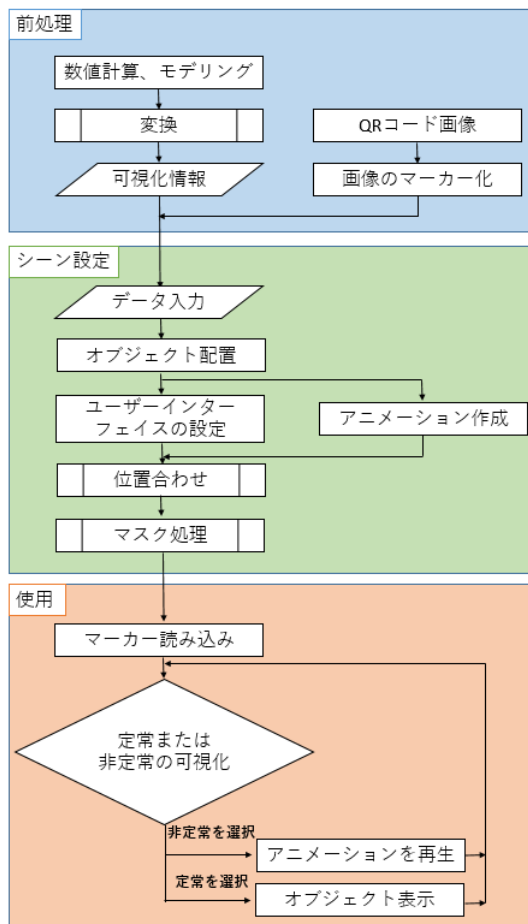 前処理
数値計算、モデリング
変換
可視化情報
QRコード画像
画像のマーカー化
シーン設定
データ入力
オブジェクト配置
ユーザーインター
フェイスの設定
アニメーション作成
位置合わせ
マスク処理
使用
マーカー読み込み
定常または
非定常の可視化
非定常を選択
アニメーションを再生
定常を選択
オブジェクト表示